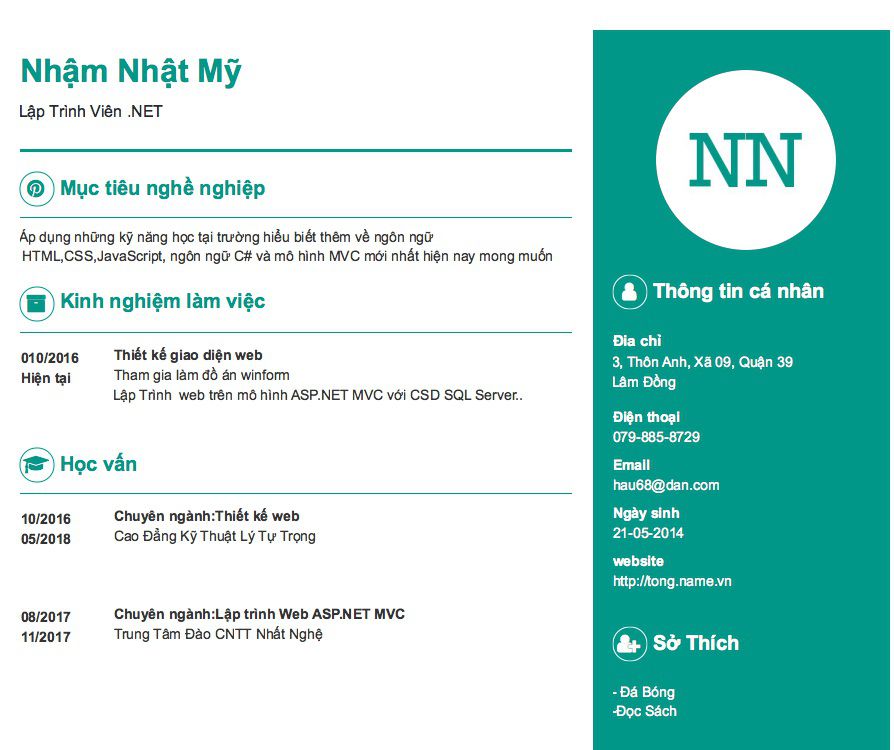 Nhậm Nhật Mỹ
Lập Trình Viên .NET
Mục tiêu nghề nghiệp
Áp dụng những kỹ năng học tại trường hiểu biết thêm về ngôn ngữ
HTML,CSS,JavaScript, ngôn ngữ C# và mô hình MVC mới nhất hiện nay mong muốn
Kinh nghiệm làm việc
010/2016
Hiện tại
Thiết kế giao diện web
Tham gia làm đồ án winform
Lập Trình web trên mô hình ASP.NET MVC với CSD SQL Server..
Học vấn
10/2016
05/2018
Chuyên ngành:Thiết kế web
Cao Đẳng Kỹ Thuật Lý Tự Trọng
08/2017
11/2017
Chuyên ngành:Lập trình Web ASP.NET MVC
Trung Tâm Đào CNTT Nhất Nghệ
NN
Thông tin cá nhân
Đia chỉ
3, Thôn Anh, Xã 09, Quận 39
Lâm Đồng
Điện thoại
079-885-8729
Email
hau68@dan.com
Ngày sinh
21-05-2014
website
http://tong.name.vn
Sở Thích
- Đá Bóng
-Đọc Sách